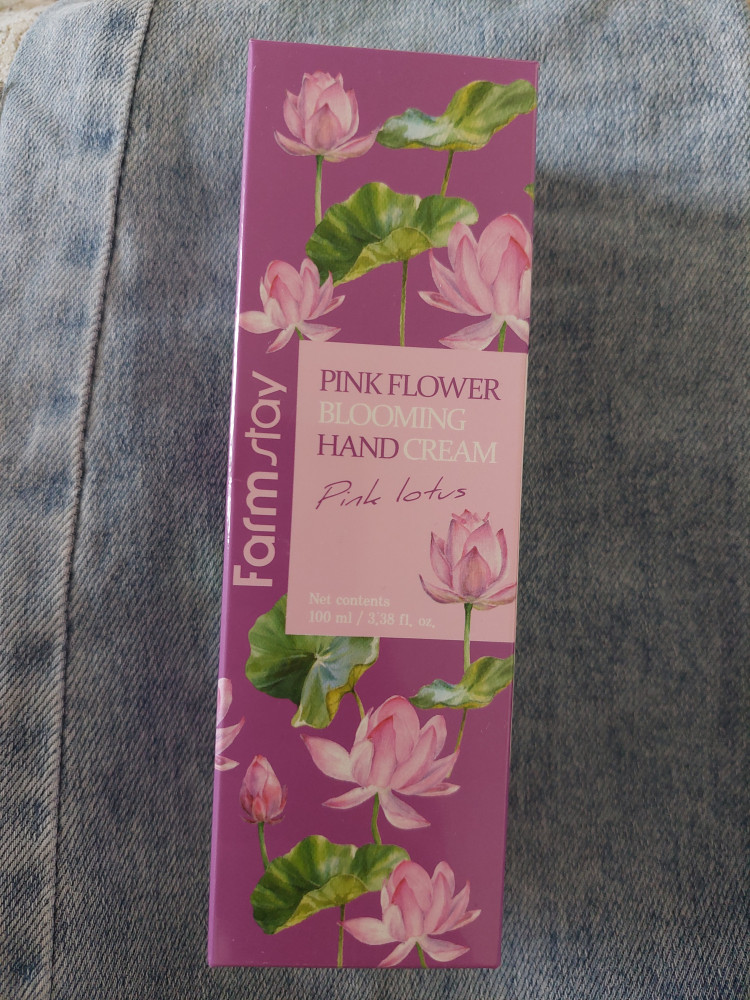 Farmstay
PINK FLOWER
BLOOMING
HAND CREAM
Pink lotus
Net contents
100 ml / 3,38 fl. oz.